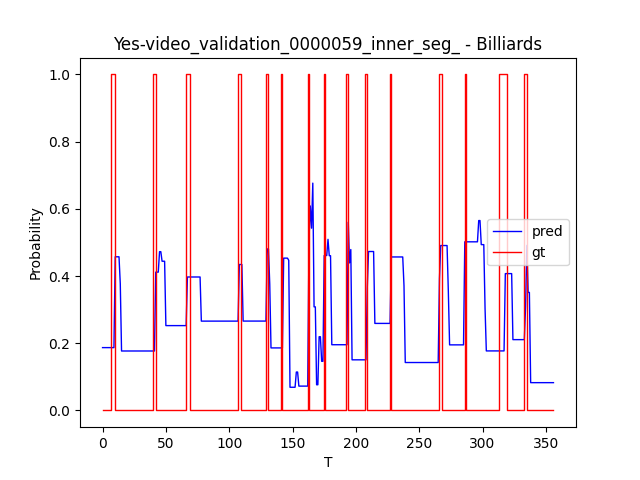 Yes-video_validation_0000059_inner_seg_ - Billiards
1.0
0.8
0.6
0.4
0.2
0.0
Probability
pred
gt
0 50 100 150 200 250 300 350
T